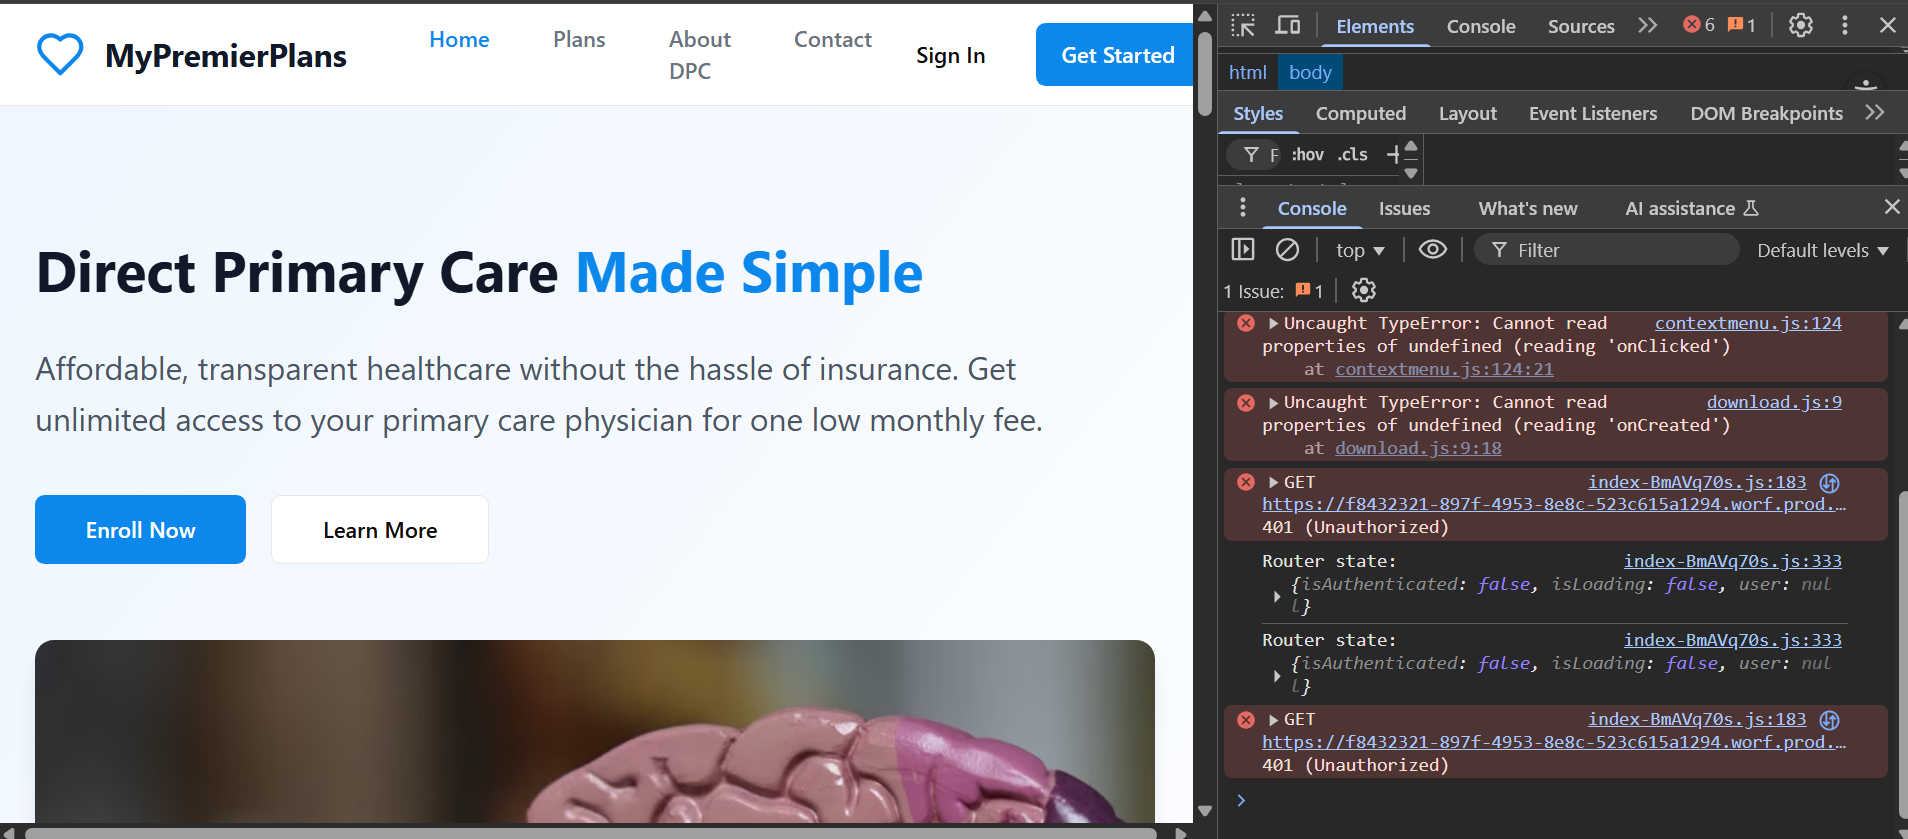 MyPremierPlans
Home
Plans
About
DPC
Contact
Sign In
Get Started
Direct Primary Care Made Simple
Affordable, transparent healthcare without the hassle of insurance. Get
unlimited access to your primary care physician for one low monthly fee.
Enroll Now
Learn More
Elements
Console
Sources
6
1
html
body
Styles
Computed
Layout
Event Listeners
DOM Breakpoints
F
:hov
.cls
Console
Issues
What's new
AI assistance
top
Filter
Default levels
1 Issue:
1
Uncaught TypeError: Cannot read contextmenu.js:124
properties of undefined (reading 'onClicked')
at contextmenu.js:124:21
Uncaught TypeError: Cannot read download.js:9
properties of undefined (reading 'onCreated')
at download.js:9:18
GET index-BmAVq70s.js:183
https://f8432321-897f-4953-8e8c-523c615a1294.worf.prod.…
401 (Unauthorized)
Router state: index-BmAVq70s.js:333
{isAuthenticated: false, isLoading: false, user: nul
l}
Router state: index-BmAVq70s.js:333
{isAuthenticated: false, isLoading: false, user: nul
l}
GET index-BmAVq70s.js:183
https://f8432321-897f-4953-8e8c-523c615a1294.worf.prod.…
401 (Unauthorized)